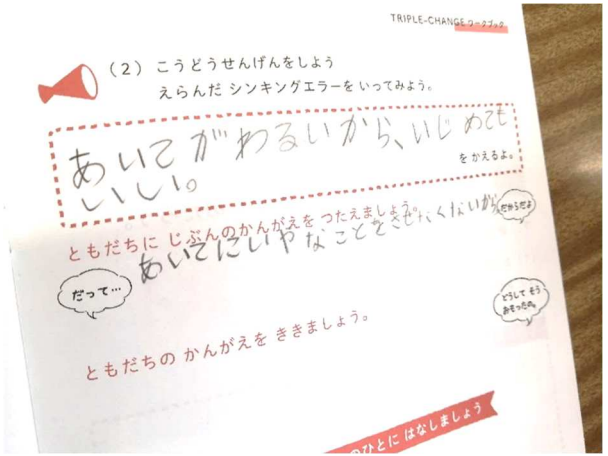 TRIPLE-CHANGE ワークブック
(2) こうどうせんげんをしよう
えらんだ シンキングエラーを いってみよう。
あいてがわるいから、いじめても
いいい。
をかえるよ。
ともだちに じぶんのかんがえを つたえましょう。
だって…
あいてにいやなことをさせたくないから
だからだよ
どうして そう
おもったの。
ともだちの かんがえを ききましょう。
のひとに はなしましょう